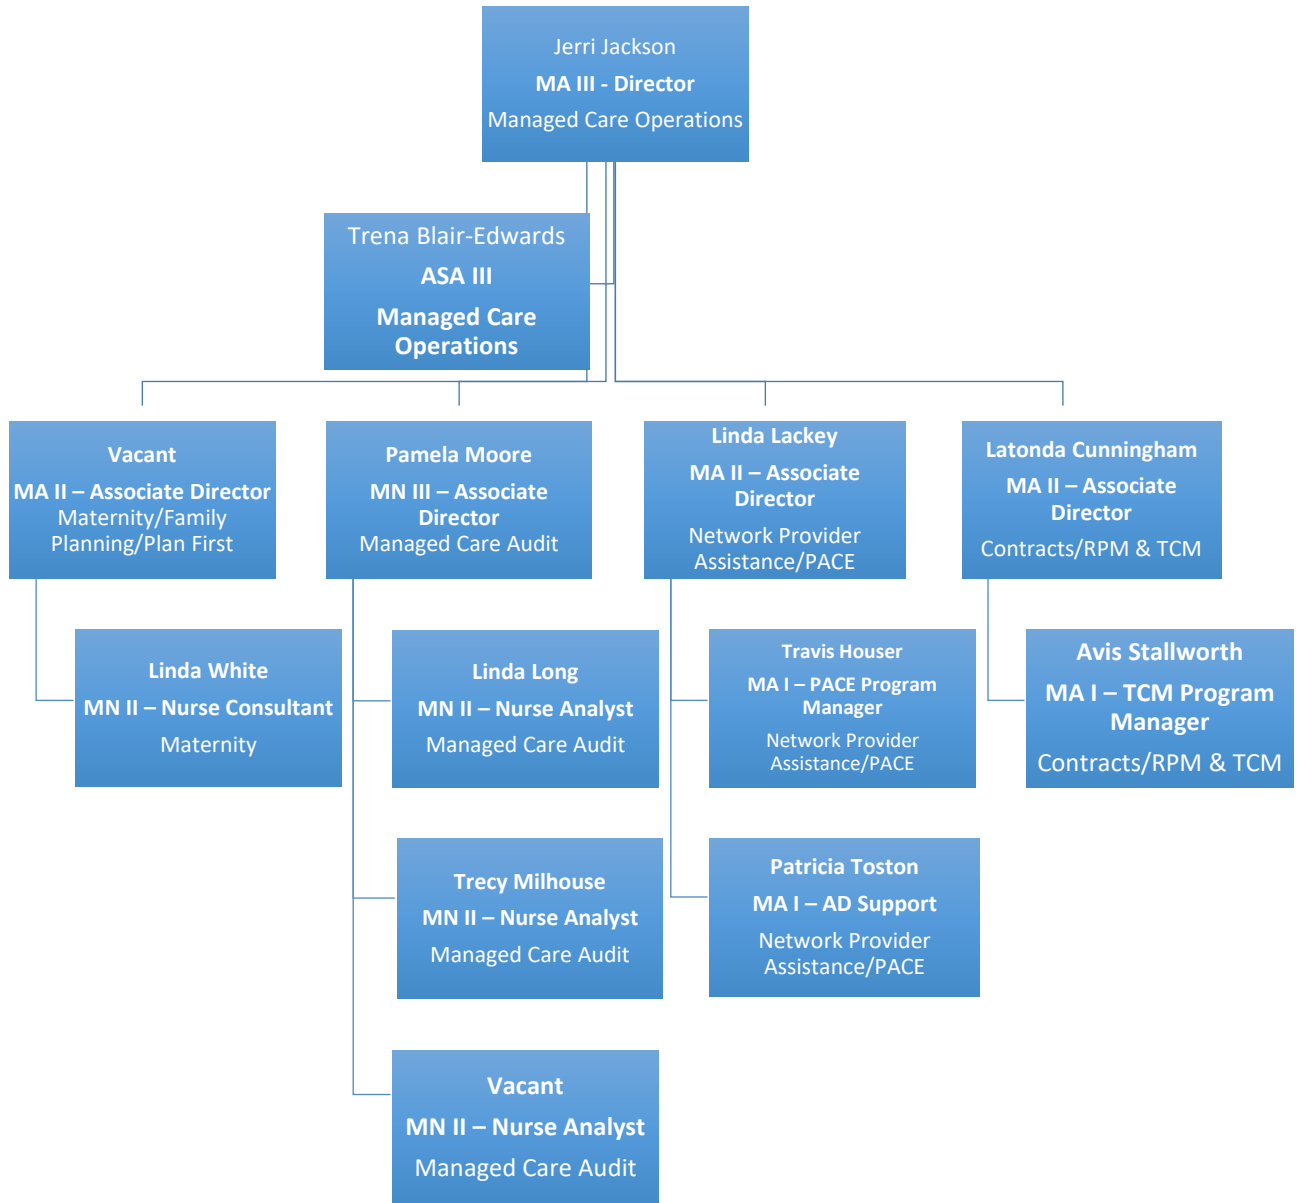 Jerri Jackson
MA III - Director
Managed Care Operations
Trena Blair-Edwards
ASA III
Managed Care
Operations
Vacant
MA II – Associate Director
Maternity/Family
Planning/Plan First
Pamela Moore
MN III – Associate
Director
Managed Care Audit
Linda Lackey
MA II – Associate
Director
Network Provider
Assistance/PACE
Latonda Cunningham
MA II – Associate
Director
Contracts/RPM & TCM
Linda White
MN II – Nurse Consultant
Maternity
Linda Long
MN II – Nurse Analyst
Managed Care Audit
Travis Houser
MA I – PACE Program
Manager
Network Provider
Assistance/PACE
Avis Stallworth
MA I – TCM Program
Manager
Contracts/RPM & TCM
Trecy Milhouse
MN II – Nurse Analyst
Managed Care Audit
Patricia Toston
MA I – AD Support
Network Provider
Assistance/PACE
Vacant
MN II – Nurse Analyst
Managed Care Audit